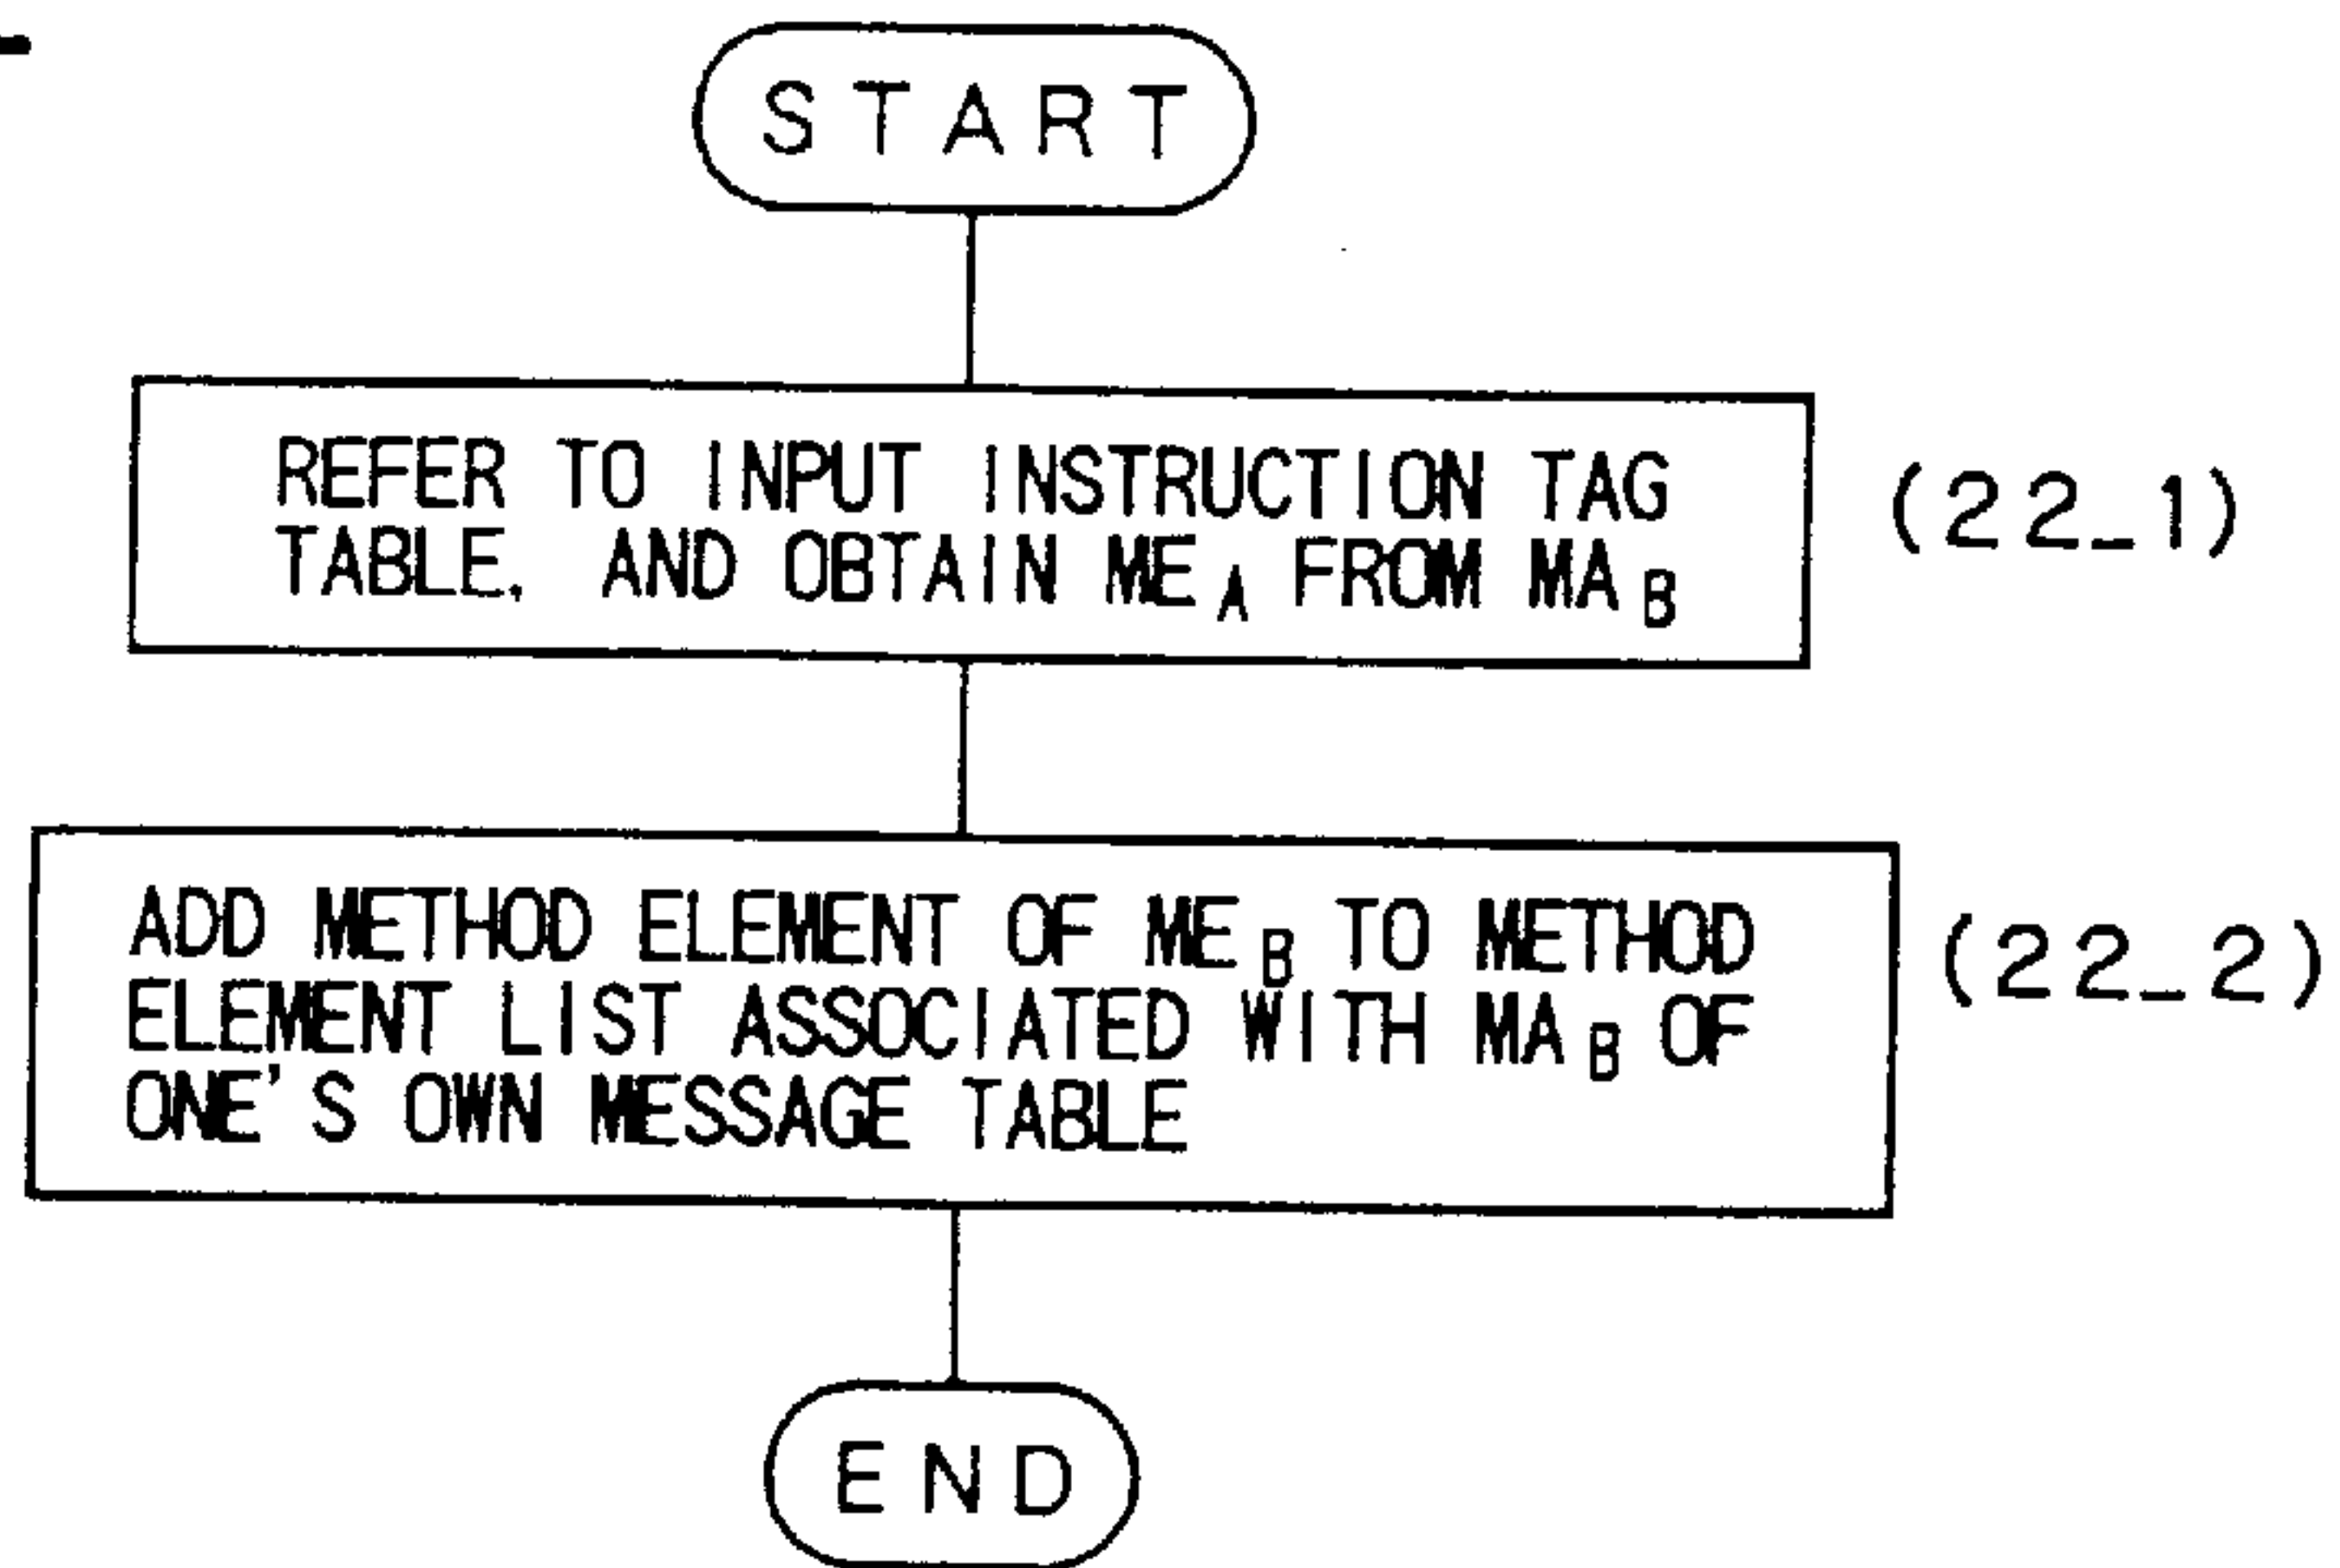 START
REFER TO INPUT INSTRUCTION TAG
TABLE, AND OBTAIN ME_A FROM MA_B
(22_1)
ADD METHOD ELEMENT OF ME_B TO METHOD
ELEMENT LIST ASSOCIATED WITH MA_B OF
ONE'S OWN MESSAGE TABLE
(22_2)
END